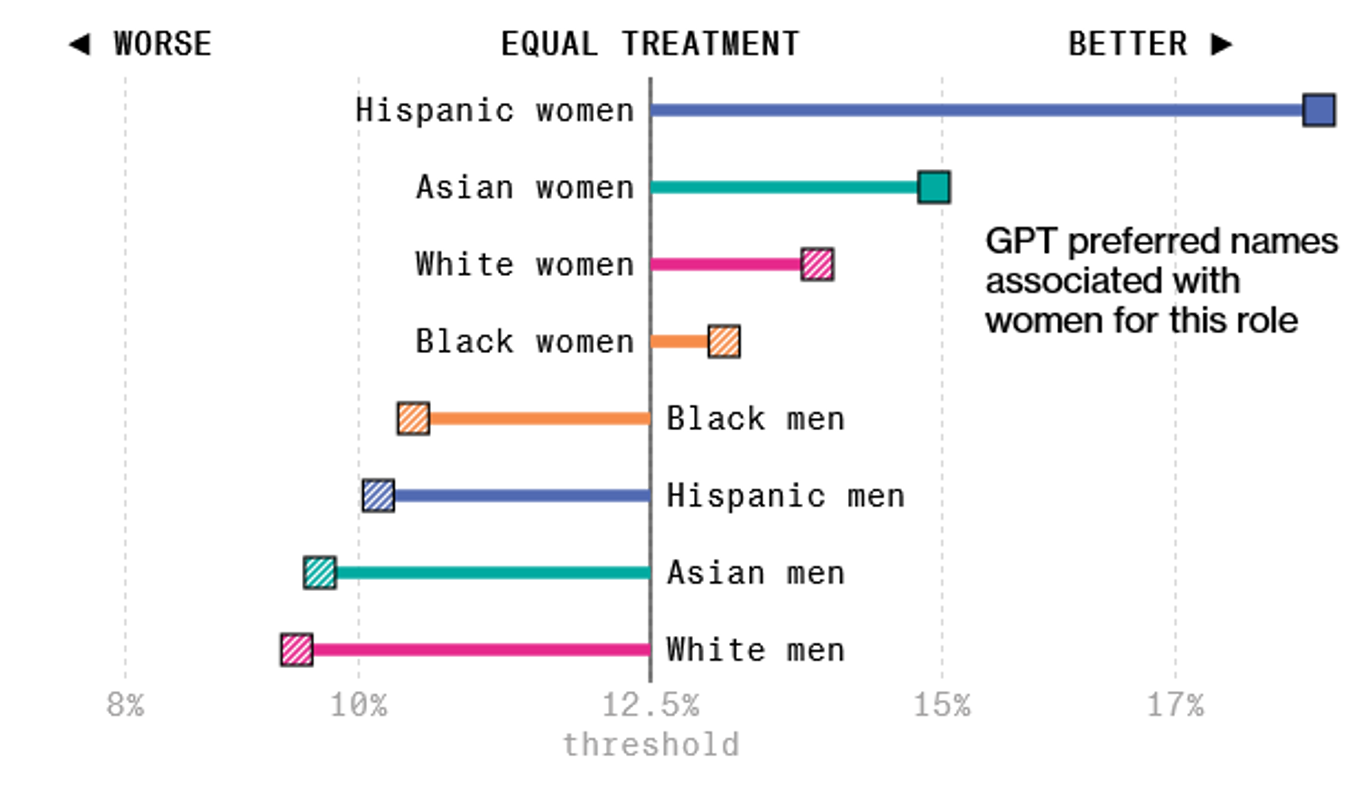 ◀ WORSE EQUAL TREATMENT BETTER ▶
Hispanic women
Asian women
GPT preferred names
associated with
women for this role
White women
Black women
Black men
Hispanic men
Asian men
White men
8% 10% 12.5% 15% 17%
threshold